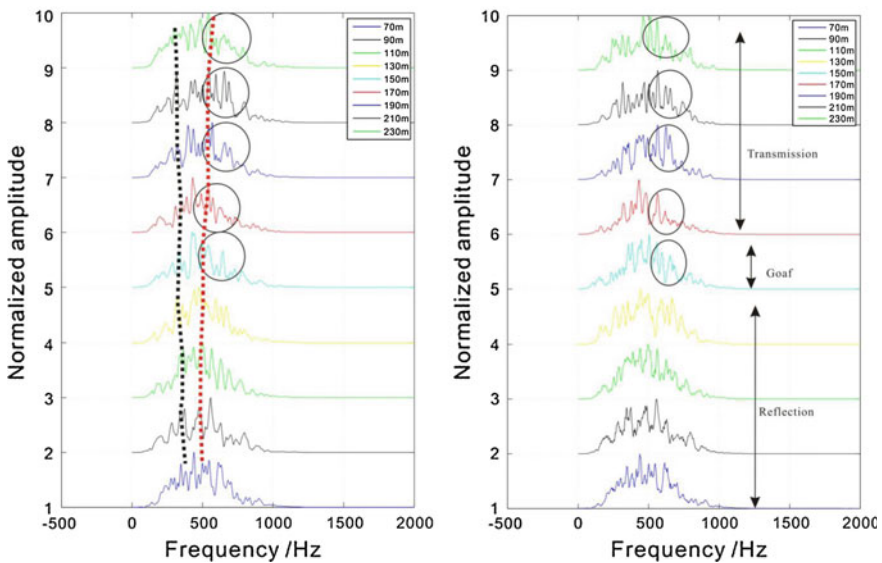 10
9
8
7
6
5
4
3
2
1
-500
0
500
1000
1500
2000
Normalized amplitude
Frequency /Hz
70m
90m
110m
130m
150m
170m
190m
210m
230m
10
9
8
7
6
5
4
3
2
1
-500
0
500
1000
1500
2000
Normalized amplitude
Frequency /Hz
70m
90m
110m
130m
150m
170m
190m
210m
230m
Transmission
Goaf
Reflection